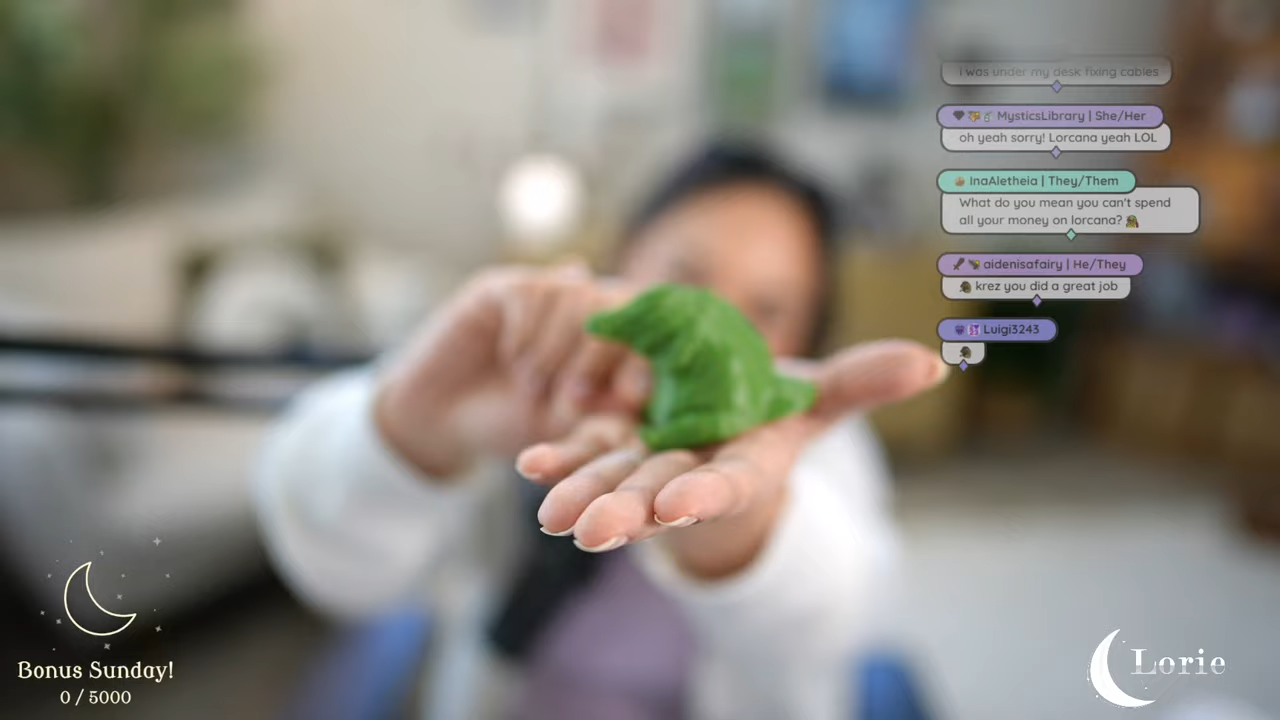 i was under my desk fixing cables
MysticsLibrary | She/Her
oh yeah sorry! Lorcana yeah LOL
InaAletheia | They/Them
What do you mean you can't spend
all your money on lorcana?
aidenisafairy | He/They
krez you did a great job
Luigi3243
Bonus Sunday!
0 / 5000
Lorie